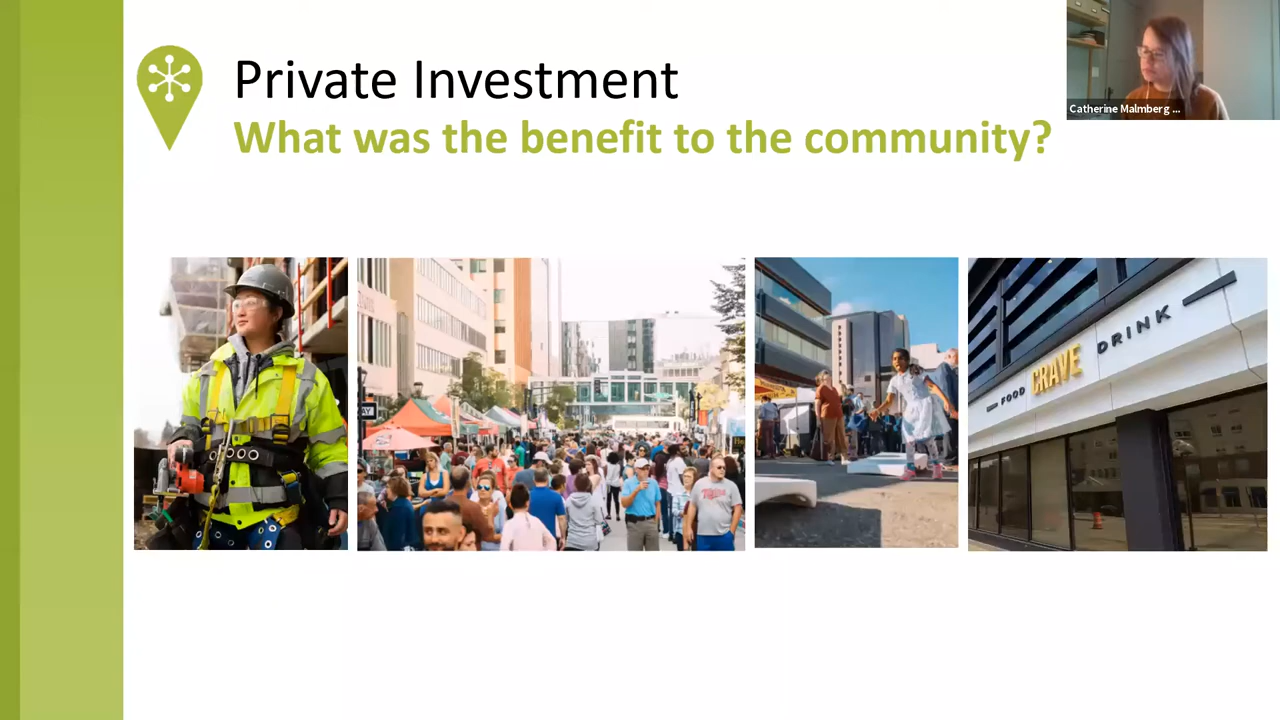 Private Investment
What was the benefit to the community?
Catherine Malmberg ...
FOOD CRAVE DRINK